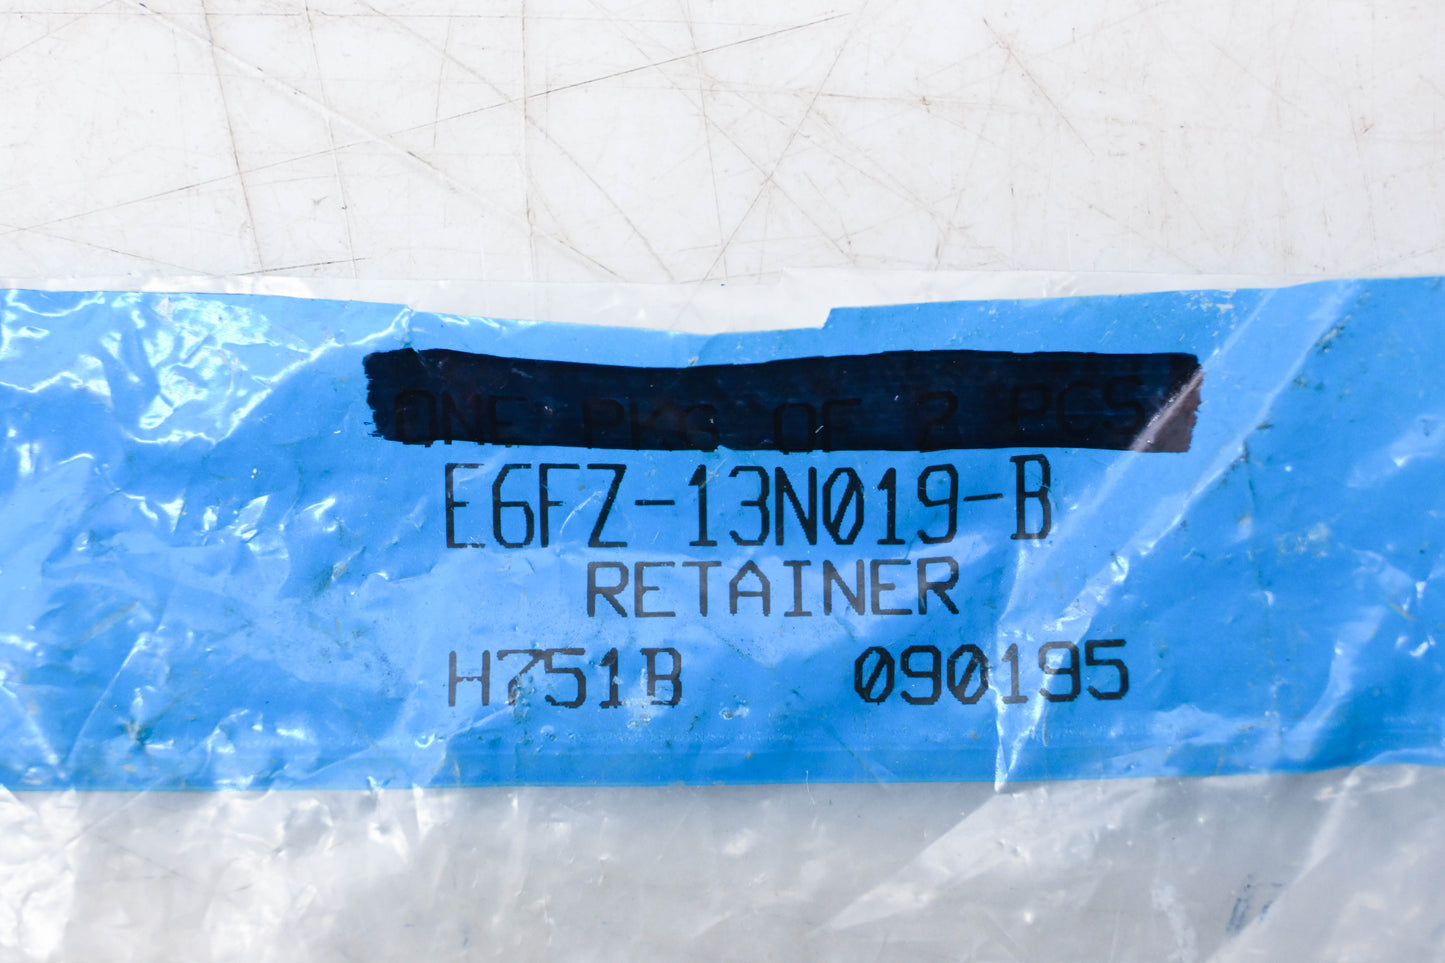 ONE PKG OF 2 PCS
E6FZ-13N019-B
RETAINER
H751B 090195